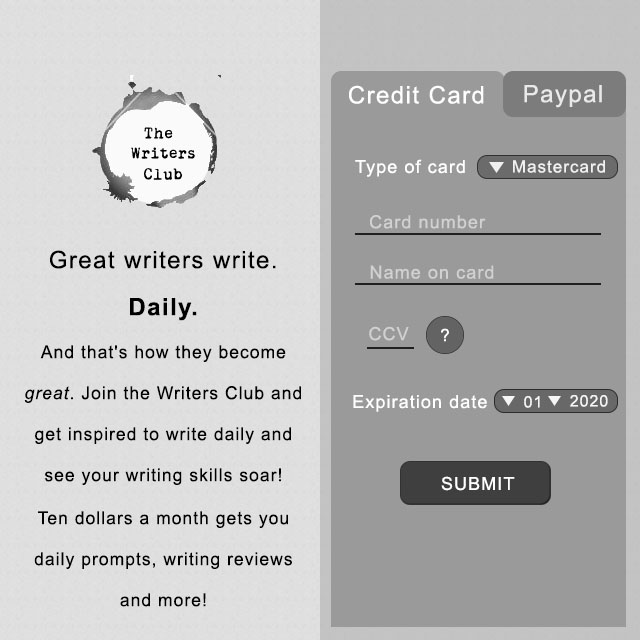 The
Writers
Club
Great writers write.
Daily.
And that's how they become
great. Join the Writers Club and
get inspired to write daily and
see your writing skills soar!
Ten dollars a month gets you
daily prompts, writing reviews
and more!
Credit Card
Paypal
Type of card
Mastercard
Card number
Name on card
CCV
?
Expiration date
01
2020
SUBMIT